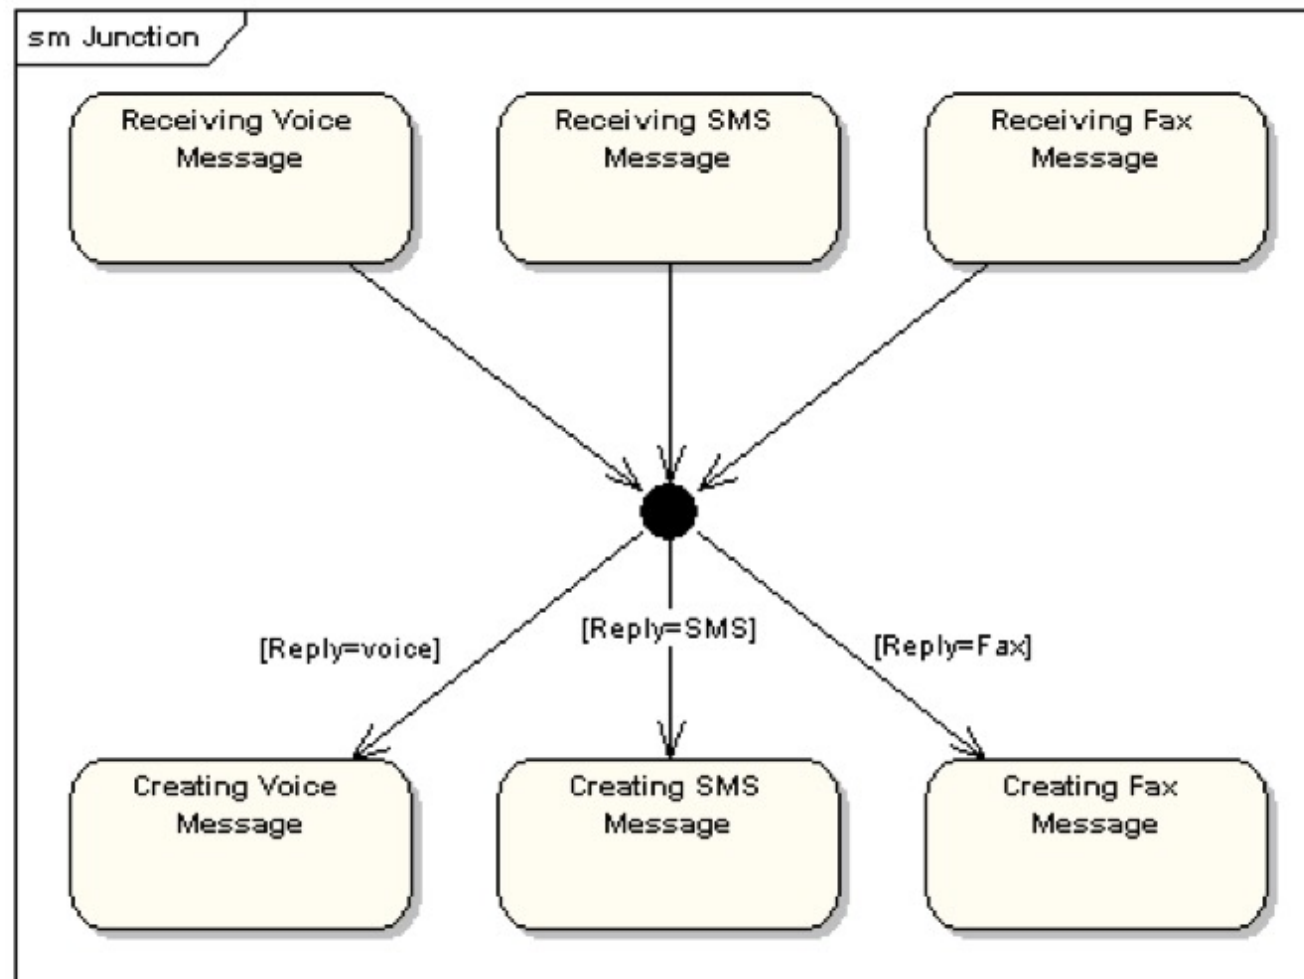 sm Junction
Receiving Voice
Message
Receiving SMS
Message
Receiving Fax
Message
[Reply=voice]
[Reply=SMS]
[Reply=Fax]
Creating Voice
Message
Creating SMS
Message
Creating Fax
Message